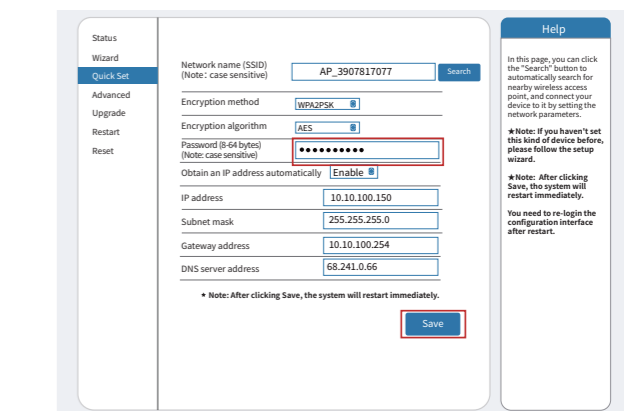 Status
Wizard
Quick Set
Advanced
Upgrade
Restart
Reset
Network name (SSID)
(Note: case sensitive)
AP_3907817077
Search
Encryption method
WPA2PSK
Encryption algorithm
AES
Password (8-64 bytes)
(Note: case sensitive)
●●●●●●●●●●
Obtain an IP address automatically
Enable
IP address
10.10.100.150
Subnet mask
255.255.255.0
Gateway address
10.10.100.254
DNS server address
68.241.0.66
★ Note: After clicking Save, the system will restart immediately.
Save
Help
In this page, you can click
the "Search" button to
automatically search for
nearby wireless access
point, and connect your
device to it by setting the
network parameters.
★Note: If you haven't set
this kind of device before,
please follow the setup
wizard.
★Note: After clicking
Save, tho system will
restart immediately.
You need to re-login the
configuration interface
after restart.